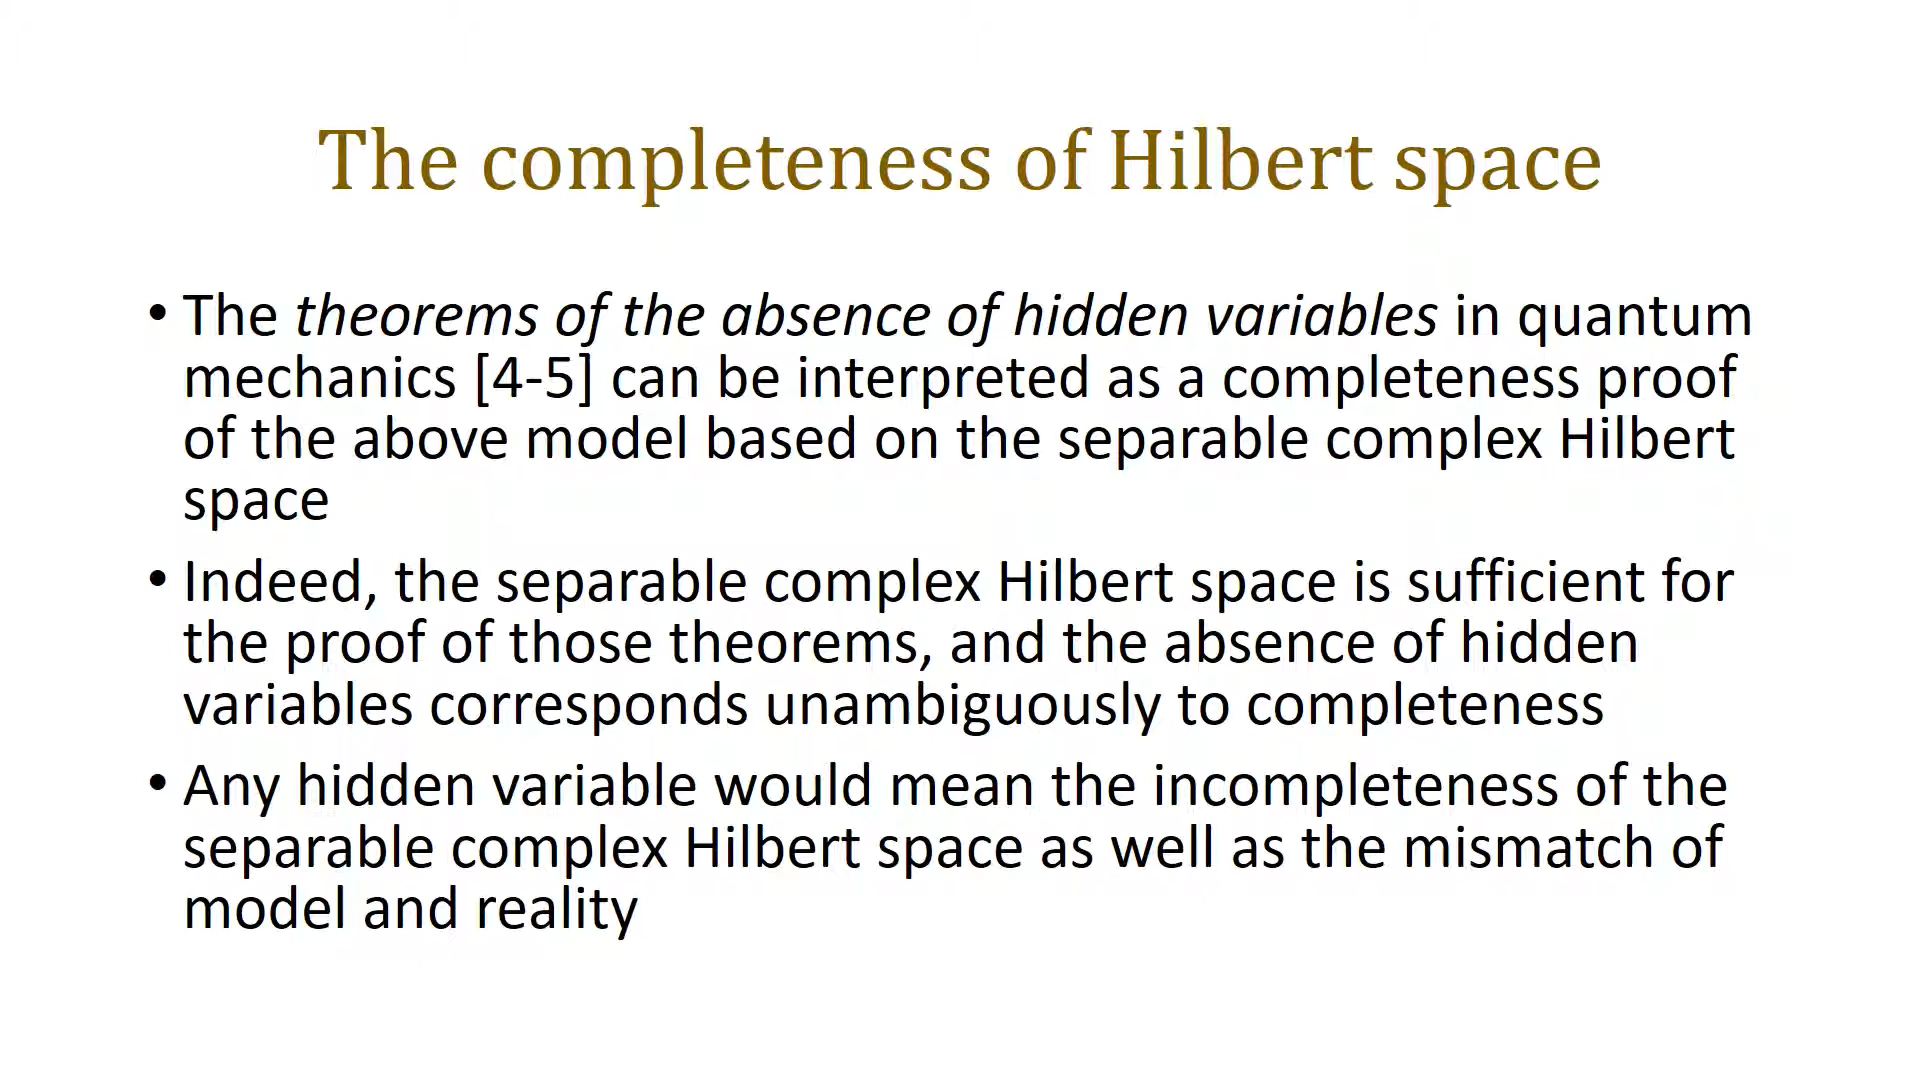 The completeness of Hilbert space
• The theorems of the absence of hidden variables in quantum
mechanics [4-5] can be interpreted as a completeness proof
of the above model based on the separable complex Hilbert
space
• Indeed, the separable complex Hilbert space is sufficient for
the proof of those theorems, and the absence of hidden
variables corresponds unambiguously to completeness
• Any hidden variable would mean the incompleteness of the
separable complex Hilbert space as well as the mismatch of
model and reality